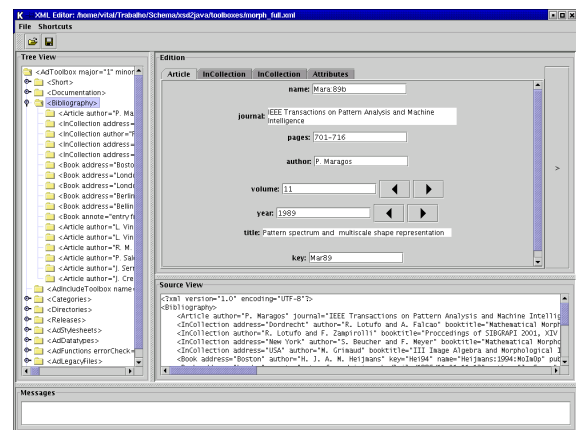 XML Editor: /home/vital/Trabalho/Schema/xsd2java/toolboxes/morph_full.xml
File Shortcuts
Tree View
<AdToolbox major="1" minor
<Short>
<Documentation>
<Bibliography>
<Article author="P. Ma
<InCollection address=
<InCollection author="F
<InCollection address=
<InCollection address=
<Book address="Bosto
<Book address="Londo
<Book address="Londo
<Book address="Berlin
<Book address="Bellin
<Book annote="entry fr
<Article author="L. Vin
<Article author="L. Vin
<Article author="R. M.
<Article author="P. Sale
<Article author="J. Serr
<Article author="J. Cre
<AdIncludeToolbox name=
<Categories>
<Directories>
<Releases>
<AdStylesheets>
<AdDatatypes>
<AdFunctions errorCheck=
<AdLegacyFiles>
Edition
Article InCollection InCollection Attributes
name: Mara:89b
journal: IEEE Transactions on Pattern Analysis and Machine
Intelligence
pages: 701-716
author: P. Maragos
volume: 11
year: 1989
title: Pattern spectrum and multiscale shape representation
key: Mar89
>
Source View
<?xml version="1.0" encoding="UTF-8"?>
<Bibliography>
<Article author="P. Maragos" journal="IEEE Transactions on Pattern Analysis and Machine Intellig
<InCollection address="Dordrecht" author="R. Lotufo and A. Falcao" booktitle="Mathematical Morph
<InCollection author="R. Lotufo and F. Zampirolli" booktitle="Proccedings of SIBGRAPI 2001, XIV
<InCollection address="New York" author="S. Beucher and F. Meyer" booktitle="Mathematical Morpho
<InCollection address="USA" author="M. Grimaud" booktitle="III Image Algebra and Morphological I
<Book address="Boston" author="H. J. A. M. Heijmans" key="Hei94" name="Heijmans:1994:MoImOp" pub
Messages